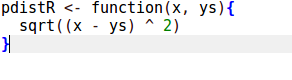 pdistR <- function(x, ys){
  sqrt((x - ys) ^ 2)
}